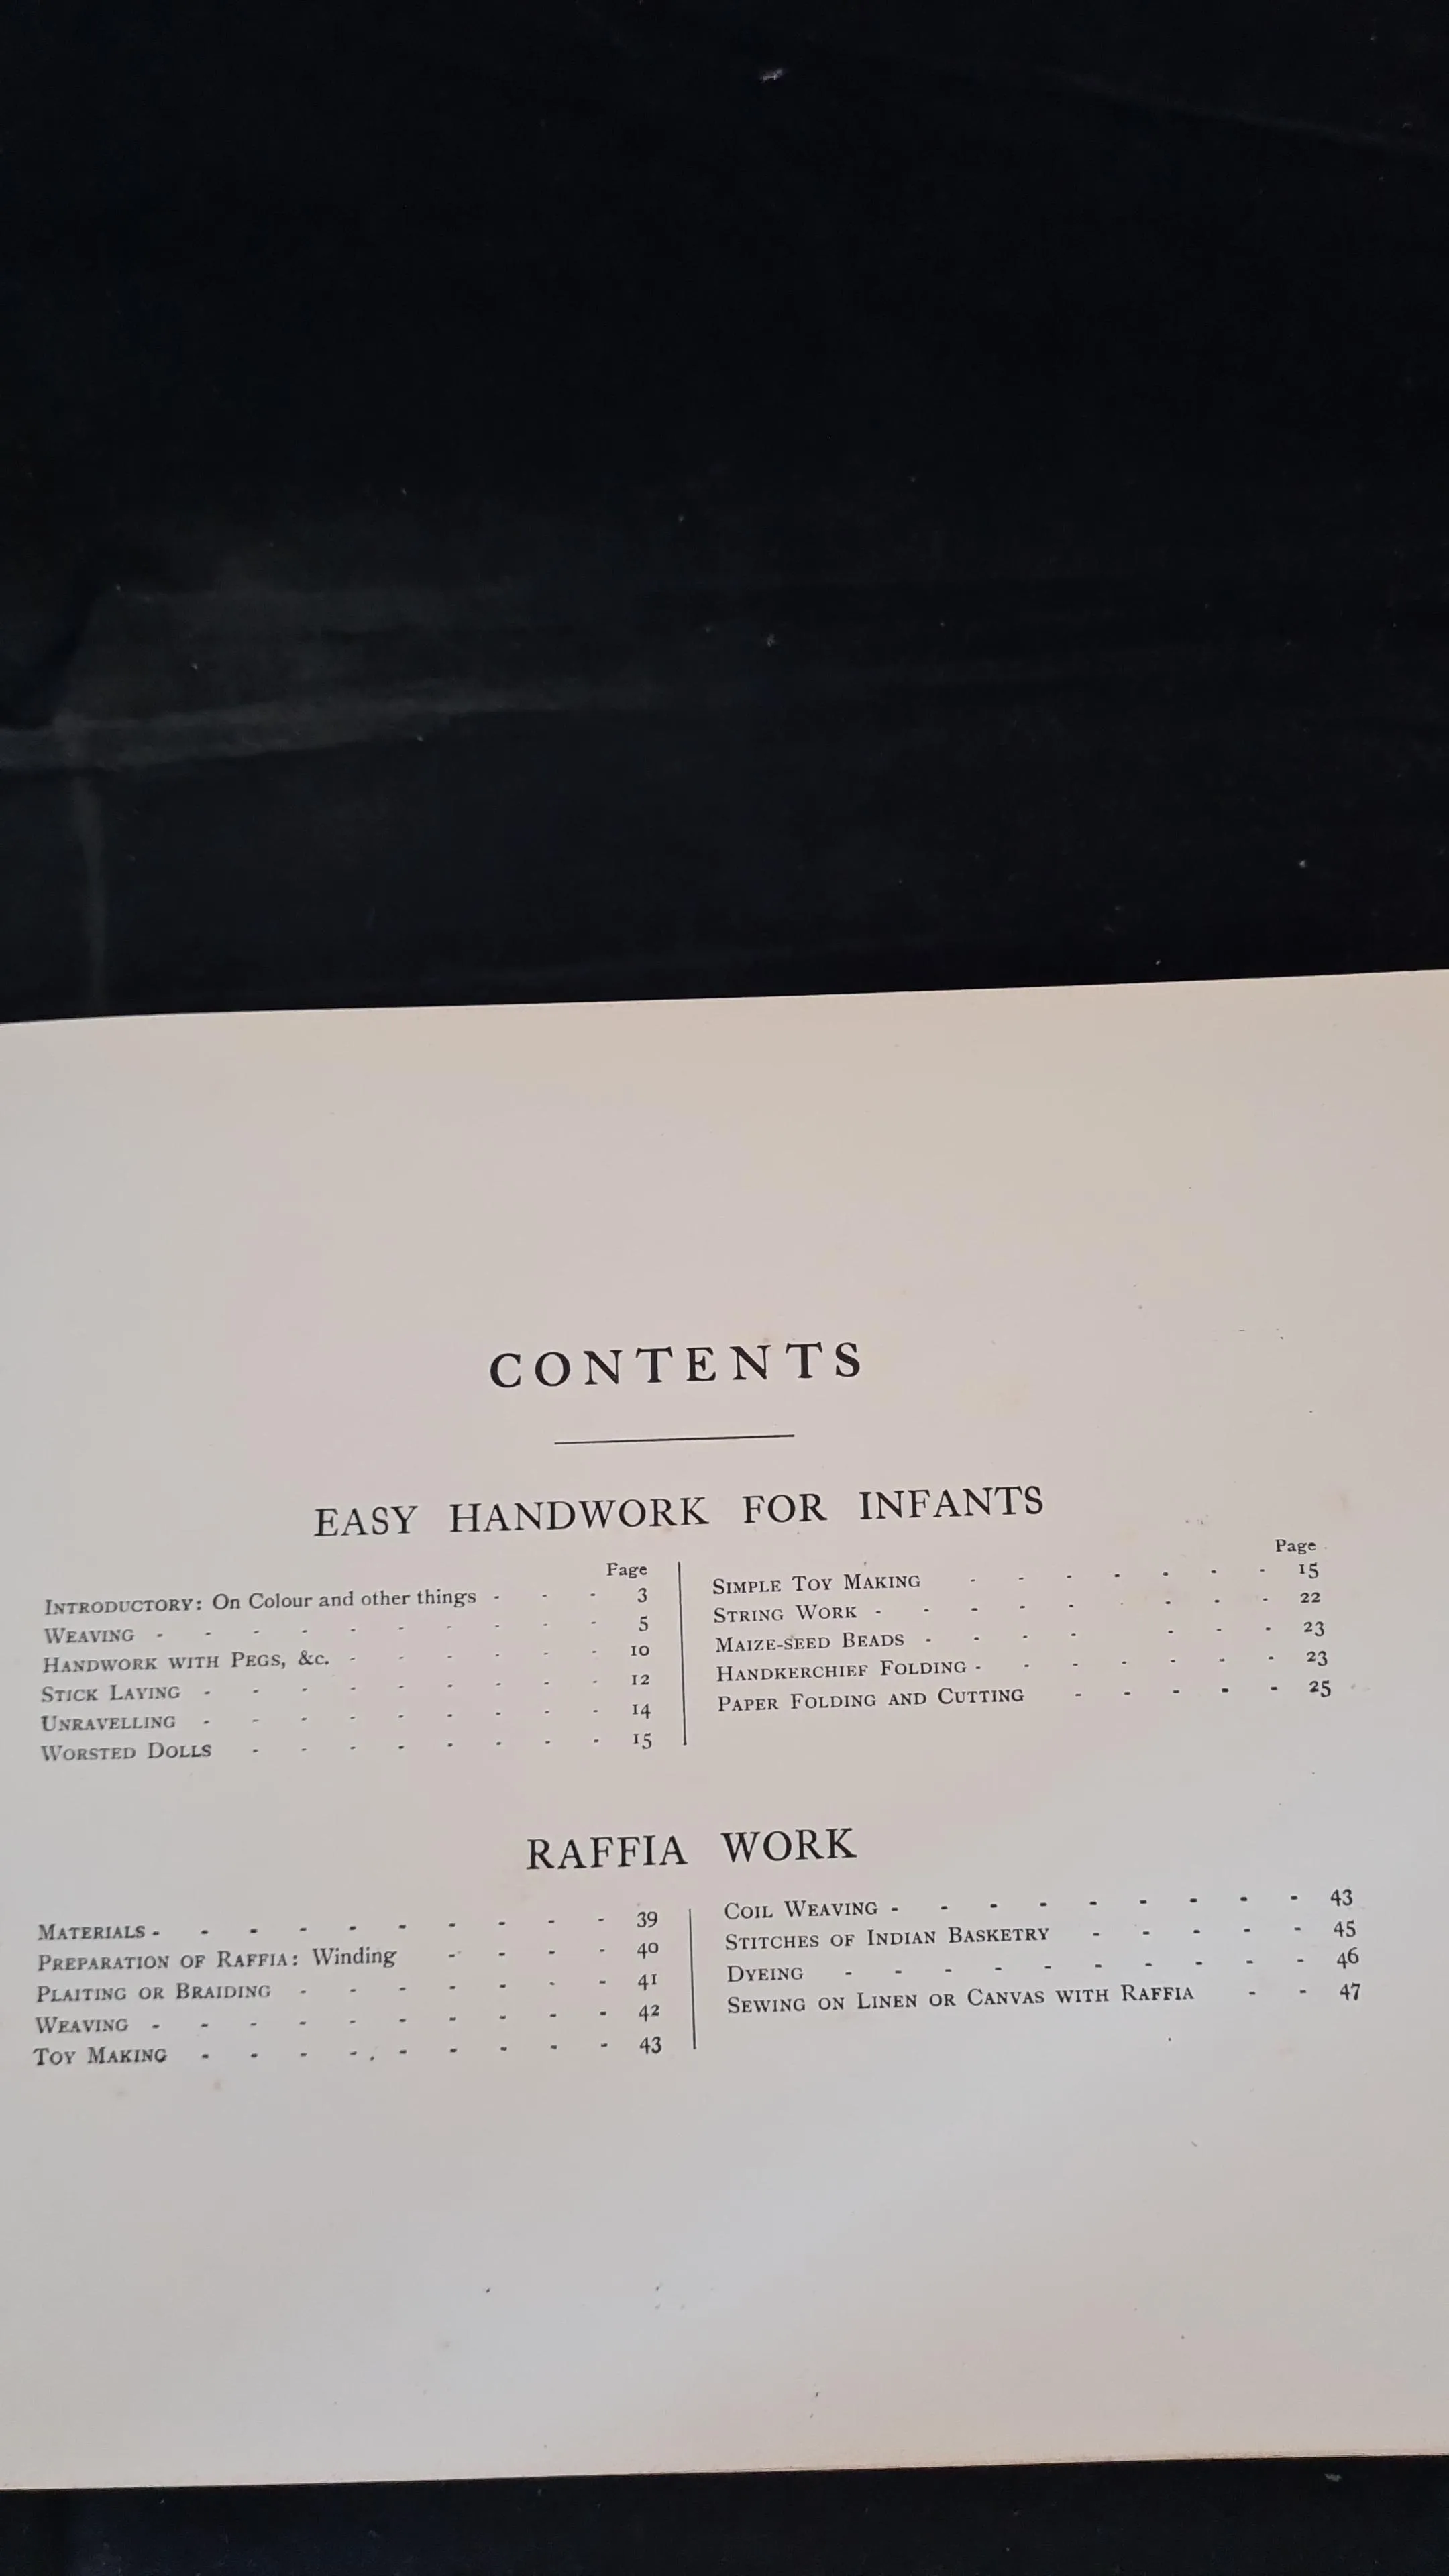 CONTENTS
EASY HANDWORK FOR INFANTS
Page
INTRODUCTORY: On Colour and other things - - - 3
WEAVING - - - - - - - - - - 5
HANDWORK WITH PEGS, &c. - - - - - - 10
STICK LAYING - - - - - - - - - 12
UNRAVELLING - - - - - - - - - 14
WORSTED DOLLS - - - - - - - - 15
Page
SIMPLE TOY MAKING - - - - - - - 15
STRING WORK - - - - - - - - 22
MAIZE-SEED BEADS - - - - - - - 23
HANDKERCHIEF FOLDING - - - - - - - 23
PAPER FOLDING AND CUTTING - - - - - 25
RAFFIA WORK
MATERIALS - - - - - - - - - - 39
PREPARATION OF RAFFIA: Winding - - - - 40
PLAITING OR BRAIDING - - - - - - - 41
WEAVING - - - - - - - - - - 42
TOY MAKING - - - - - - - - - 43
COIL WEAVING - - - - - - - - - 43
STITCHES OF INDIAN BASKETRY - - - - - 45
DYEING - - - - - - - - - - 46
SEWING ON LINEN OR CANVAS WITH RAFFIA - - 47